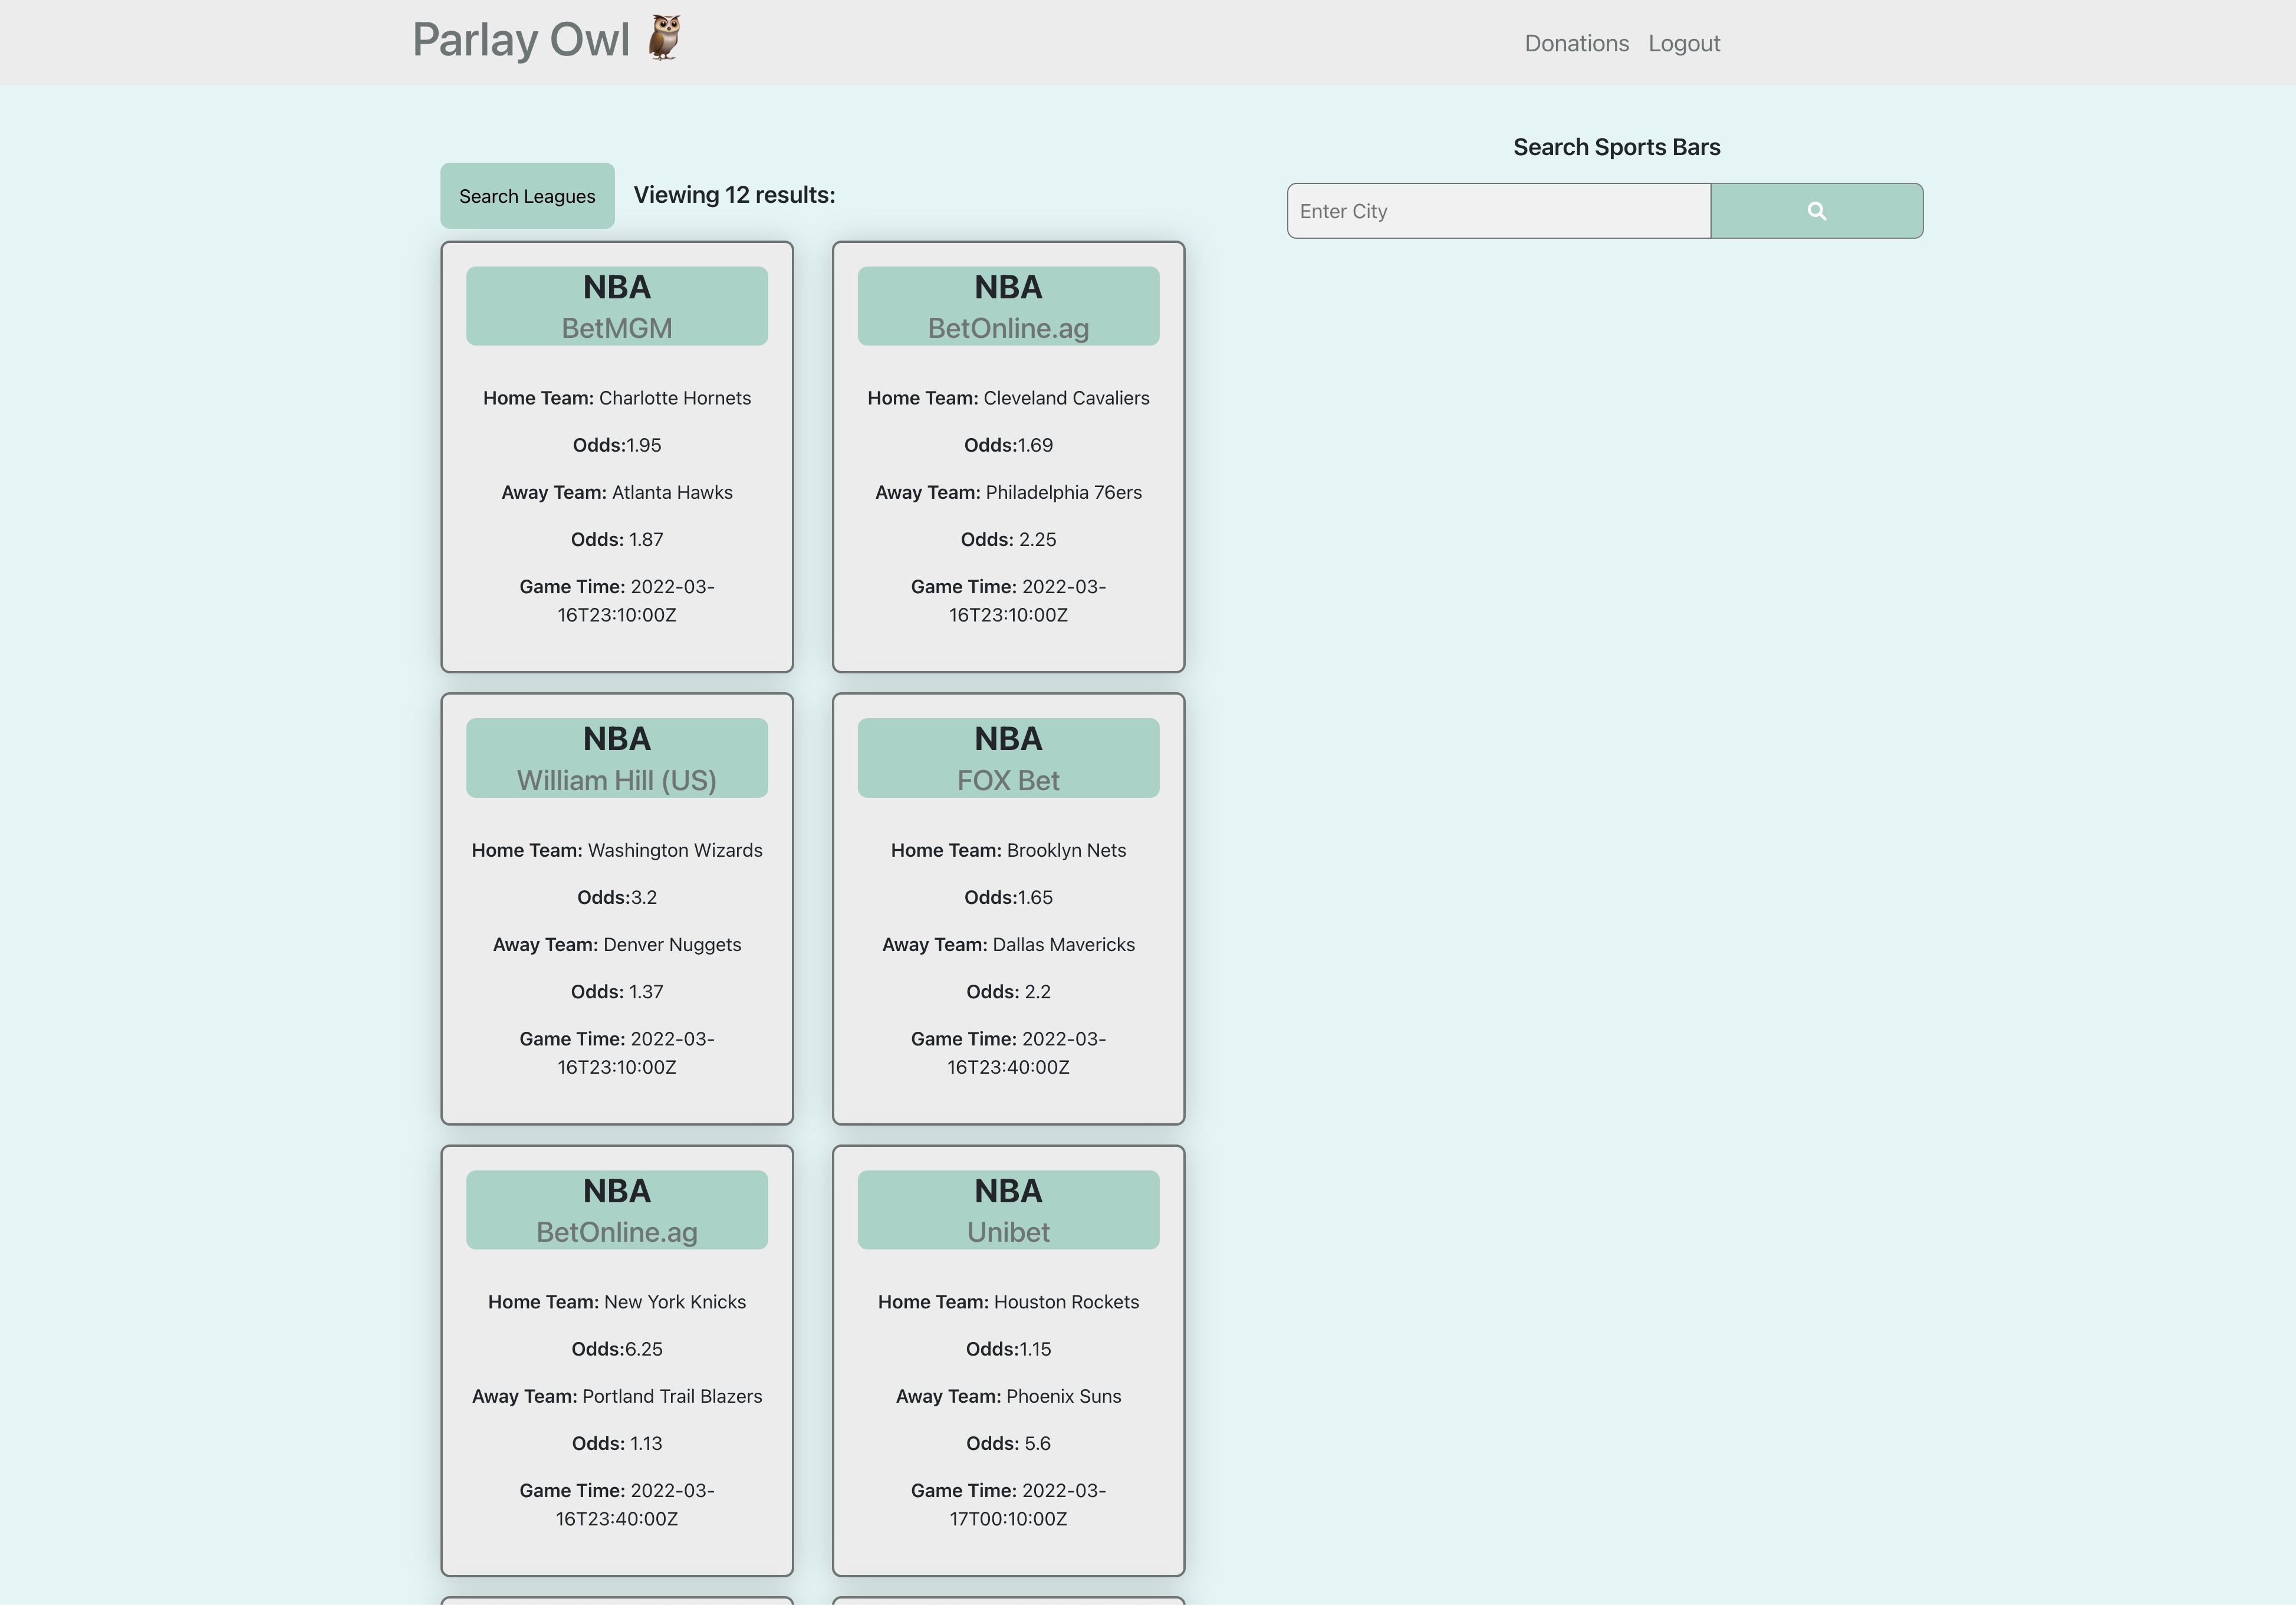 Parlay Owl
Donations Logout
Search Sports Bars
Enter City
Search Leagues
Viewing 12 results:
NBA
BetMGM
Home Team: Charlotte Hornets
Odds:1.95
Away Team: Atlanta Hawks
Odds: 1.87
Game Time: 2022-03-
16T23:10:00Z
NBA
BetOnline.ag
Home Team: Cleveland Cavaliers
Odds:1.69
Away Team: Philadelphia 76ers
Odds: 2.25
Game Time: 2022-03-
16T23:10:00Z
NBA
William Hill (US)
Home Team: Washington Wizards
Odds:3.2
Away Team: Denver Nuggets
Odds: 1.37
Game Time: 2022-03-
16T23:10:00Z
NBA
FOX Bet
Home Team: Brooklyn Nets
Odds:1.65
Away Team: Dallas Mavericks
Odds: 2.2
Game Time: 2022-03-
16T23:40:00Z
NBA
BetOnline.ag
Home Team: New York Knicks
Odds:6.25
Away Team: Portland Trail Blazers
Odds: 1.13
Game Time: 2022-03-
16T23:40:00Z
NBA
Unibet
Home Team: Houston Rockets
Odds:1.15
Away Team: Phoenix Suns
Odds: 5.6
Game Time: 2022-03-
17T00:10:00Z